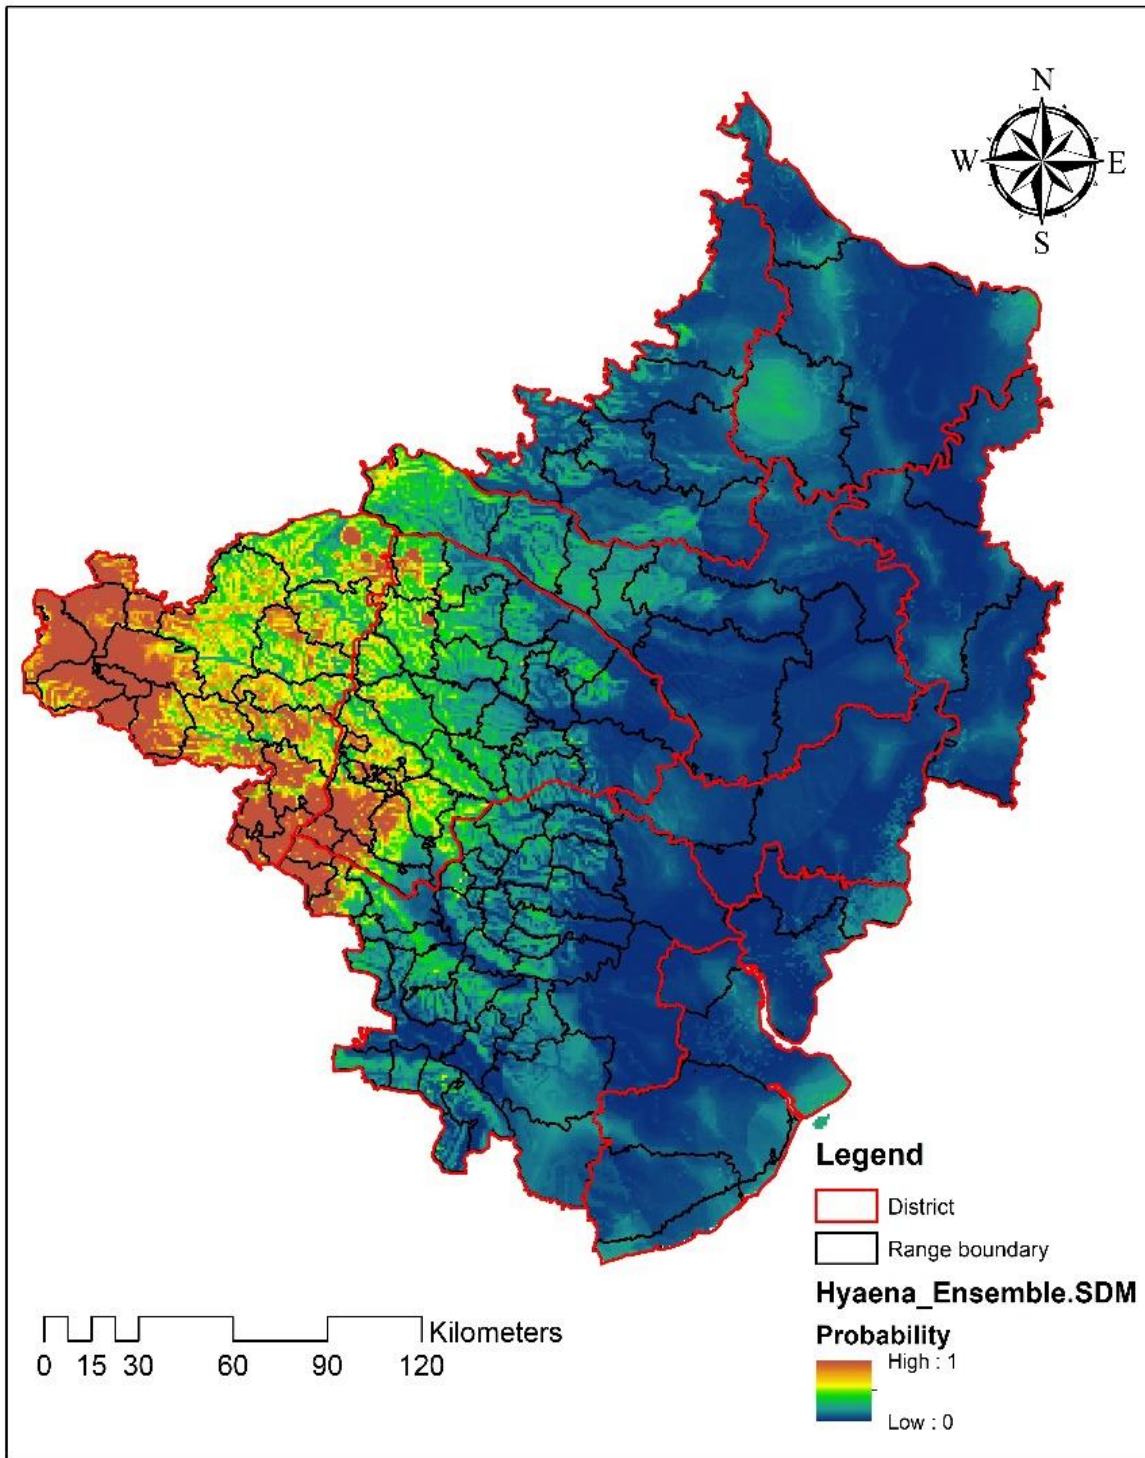 N
W E
S
Legend
District
Range boundary
Hyaena_Ensemble.SDM
Probability
High : 1
Low : 0
Kilometers
0 15 30 60 90 120